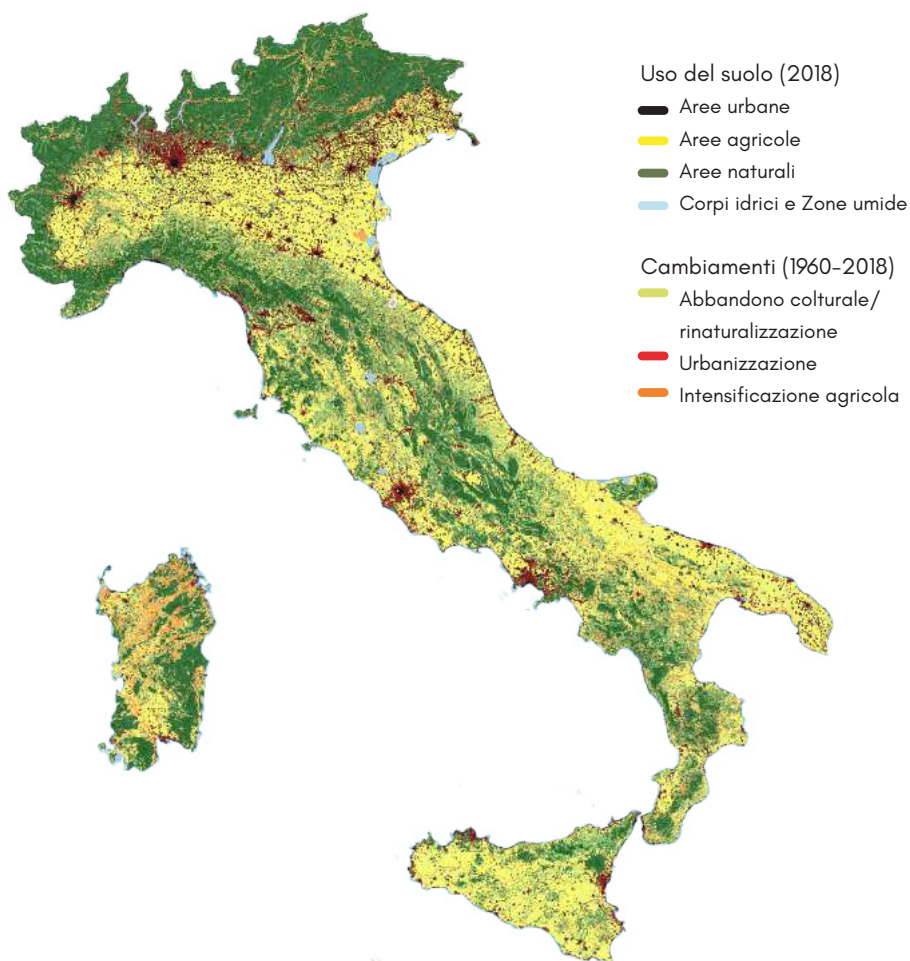 Uso del suolo (2018)
Aree urbane
Aree agricole
Aree naturali
Corpi idrici e Zone umide
Cambiamenti (1960-2018)
Abbandono colturale/
rinaturalizzazione
Urbanizzazione
Intensificazione agricola